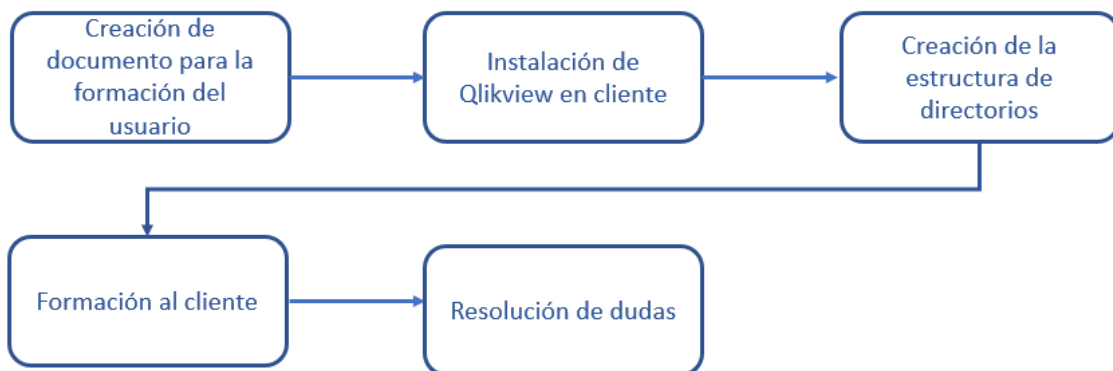 Creación de
documento para la
formación del
usuario
Instalación de
Qlikview en cliente
Creación de la
estructura de
directorios
Formación al cliente
Resolución de dudas